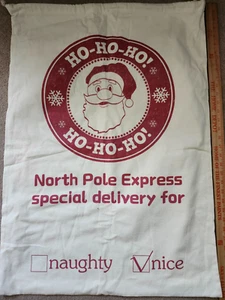 HO-HO-HO!
HO-HO-HO!
North Pole Express
special delivery for
naughty
nice